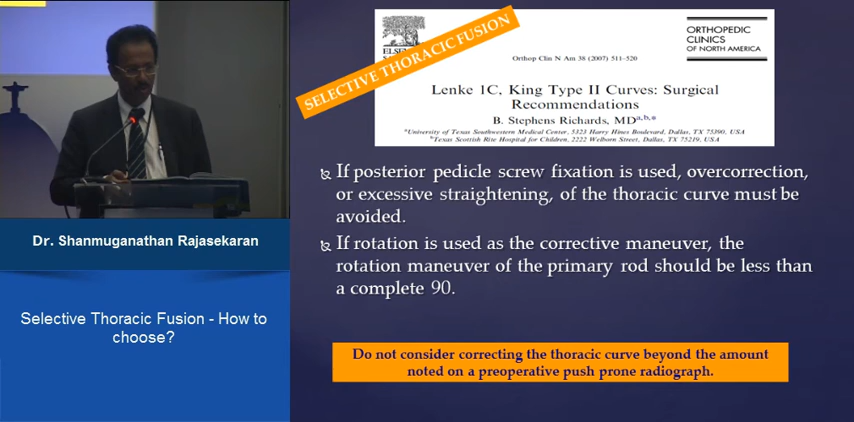 SELECTIVE THORACIC FUSION
ORTHOPEDIC
CLINICS
OF NORTH AMERICA
Orthop Clin N Am 38 (2007) 511–520
Lenke 1C, King Type II Curves: Surgical
Recommendations
B. Stephens Richards, MDa,b,*
aUniversity of Texas Southwestern Medical Center, 5323 Harry Hines Boulevard, Dallas, TX 75390, USA
bTexas Scottish Rite Hospital for Children, 2222 Welborn Street, Dallas, TX 75219, USA
If posterior pedicle screw fixation is used, overcorrection,
or excessive straightening, of the thoracic curve must be
avoided.
If rotation is used as the corrective maneuver, the
rotation maneuver of the primary rod should be less than
a complete 90.
Do not consider correcting the thoracic curve beyond the amount
noted on a preoperative push prone radiograph.
Dr. Shanmuganathan Rajasekaran
Selective Thoracic Fusion - How to
choose?